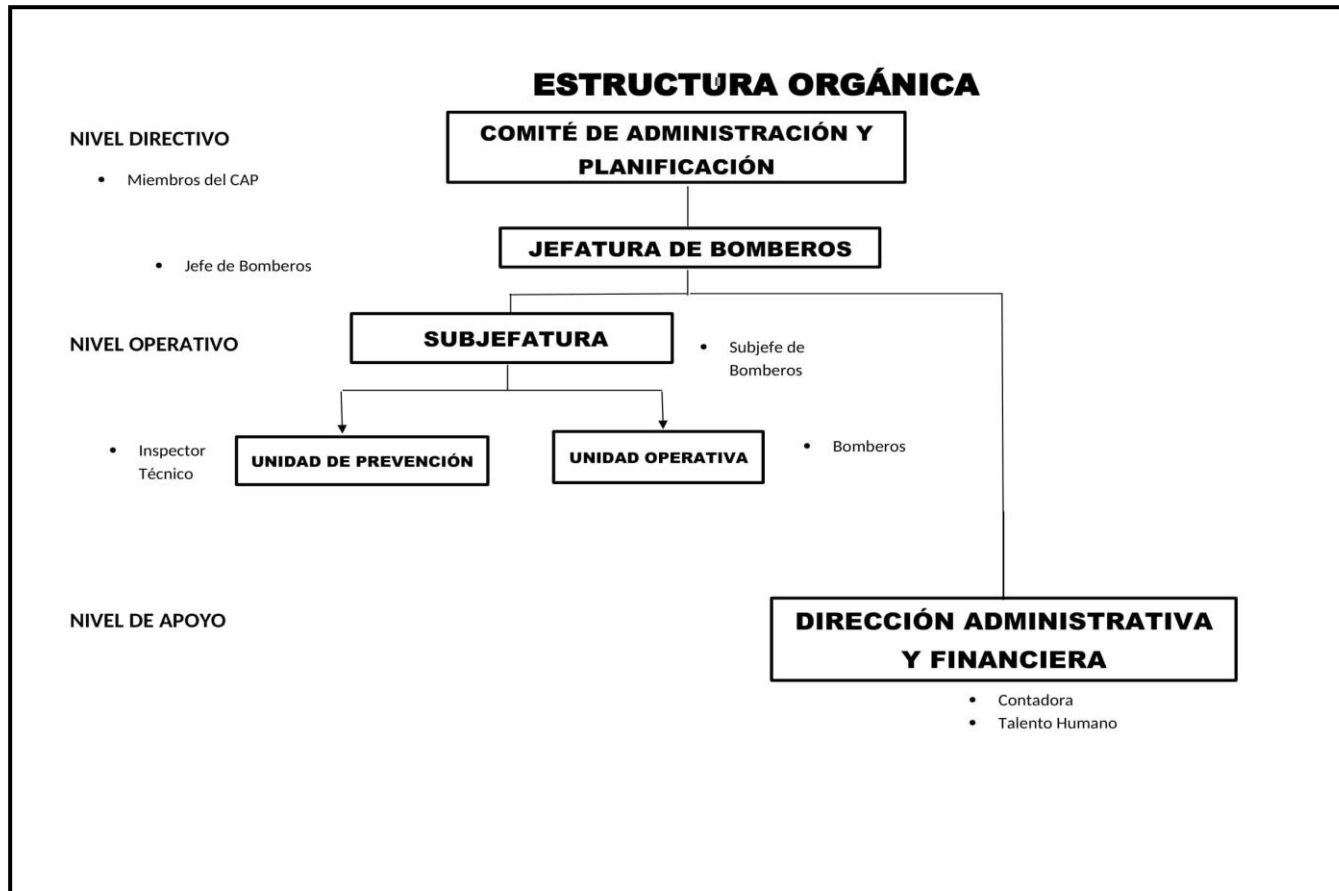 ESTRUCTURA ORGÁNICA
NIVEL DIRECTIVO
COMITÉ DE ADMINISTRACIÓN Y
PLANIFICACIÓN
• Miembros del CAP
JEFATURA DE BOMBEROS
• Jefe de Bomberos
NIVEL OPERATIVO
SUBJEFATURA
• Subjefe de
Bomberos
• Inspector
Técnico
UNIDAD DE PREVENCIÓN
UNIDAD OPERATIVA
• Bomberos
NIVEL DE APOYO
DIRECCIÓN ADMINISTRATIVA
Y FINANCIERA
• Contadora
• Talento Humano